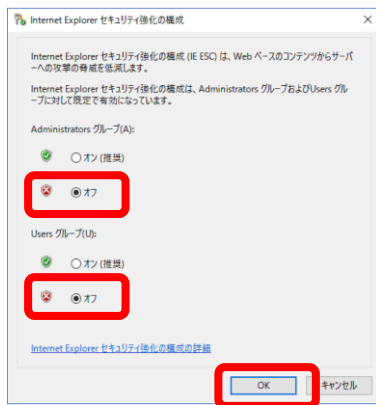 Internet Explorer セキュリティ強化の構成
Internet Explorer セキュリティ強化の構成 (IE ESC) は、Web ベースのコンテンツからサーバ
ーへの攻撃の脅威を低減します。
Internet Explorer セキュリティ強化の構成は、Administrators グループおよびUsers グル
ープに対して既定で有効になっています。
Administrators グループ(A):
オン (推奨)
オフ
Users グループ(U):
オン (推奨)
オフ
Internet Explorer セキュリティ強化の構成の詳細
OK キャンセル